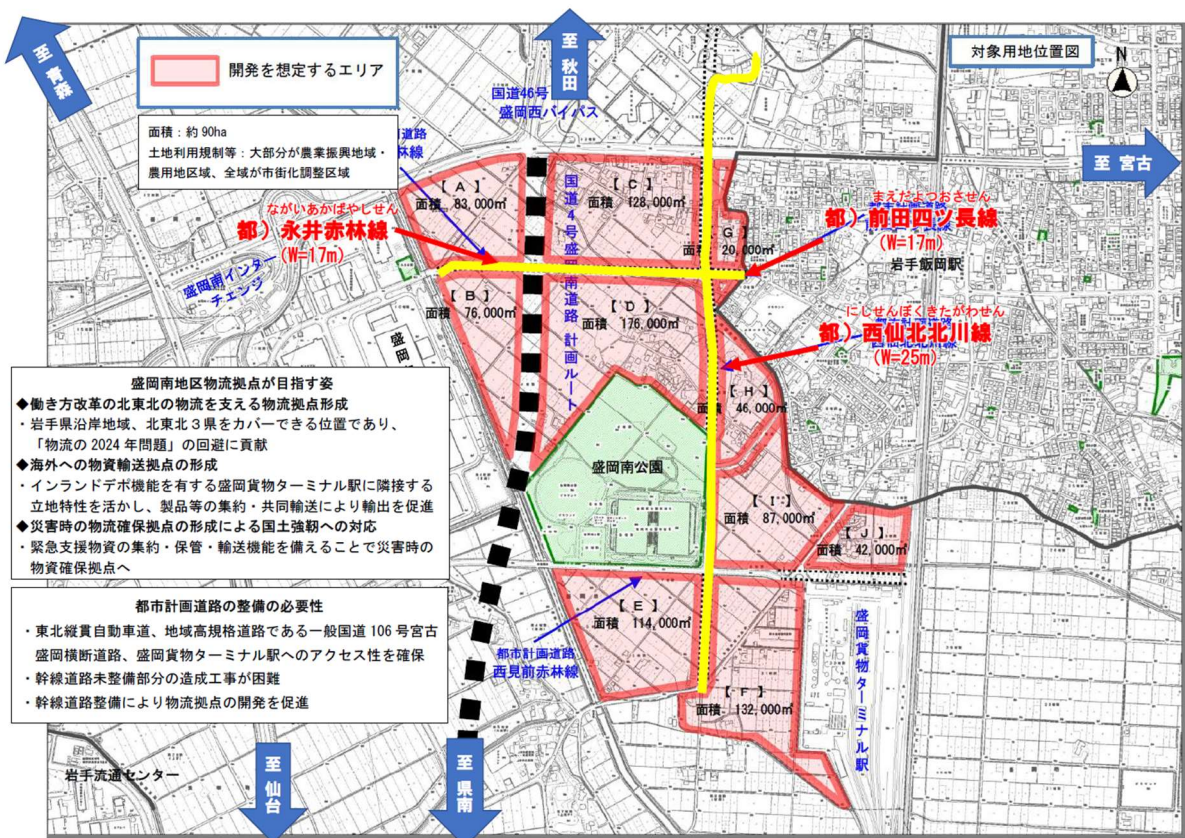 至 青森
至 秋田
対象用地位置図
N
開発を想定するエリア
国道46号
盛岡西バイパス
面積：約 90ha
土地利用規制等：大部分が農業振興地域・
農用地区域、全域が市街化調整区域
至 宮古
【 A 】
面積 83,000㎡
【 C 】
面積 128,000㎡
ながいあかばやしせん
都）永井赤林線
(W=17m)
国道4号盛岡南道路 計画ルート
【 G 】
面積 20,000㎡
まえだよつおさせん
都）前田四ツ長線
(W=17m)
岩手飯岡駅
盛岡南インター
チェンジ
【 B 】
面積 76,000㎡
【 D 】
面積 176,000㎡
にしせんぼくきたがわせん
都）西仙北北川線
(W=25m)
【 H 】
面積 46,000㎡
盛岡南地区物流拠点が目指す姿
◆働き方改革の北東北の物流を支える物流拠点形成
・岩手県沿岸地域、北東北３県をカバーできる位置であり、
「物流の 2024 年問題」の回避に貢献
◆海外への物資輸送拠点の形成
・インランドデポ機能を有する盛岡貨物ターミナル駅に隣接する
立地特性を活かし、製品等の集約・共同輸送により輸出を促進
◆災害時の物流確保拠点の形成による国土強靭への対応
・緊急支援物資の集約・保管・輸送機能を備えることで災害時の
物資確保拠点へ
盛岡南公園
【 I 】
面積 87,000㎡
【 J 】
面積 42,000㎡
【 E 】
面積 114,000㎡
都市計画道路
西見前赤林線
【 F 】
面積 132,000㎡
盛岡貨物ターミナル駅
都市計画道路の整備の必要性
・東北縦貫自動車道、地域高規格道路である一般国道 106 号宮古
盛岡横断道路、盛岡貨物ターミナル駅へのアクセス性を確保
・幹線道路未整備部分の造成工事が困難
・幹線道路整備により物流拠点の開発を促進
岩手流通センター
至 仙台
至 県南